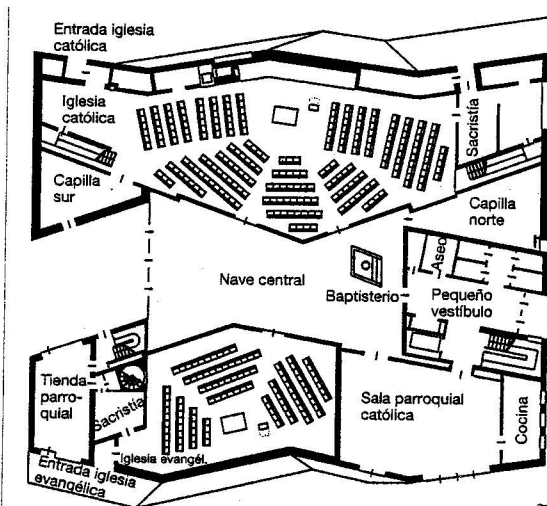 Entrada iglesia
católica
Iglesia
católica
Sacristía
Capilla
sur
Capilla
norte
Aseo
Nave central
Baptisterio
Pequeño
vestíbulo
Tienda
parro-
quial
Sacristía
Sala parroquial
católica
Cocina
Iglesia evangél.
Entrada iglesia
evangélica